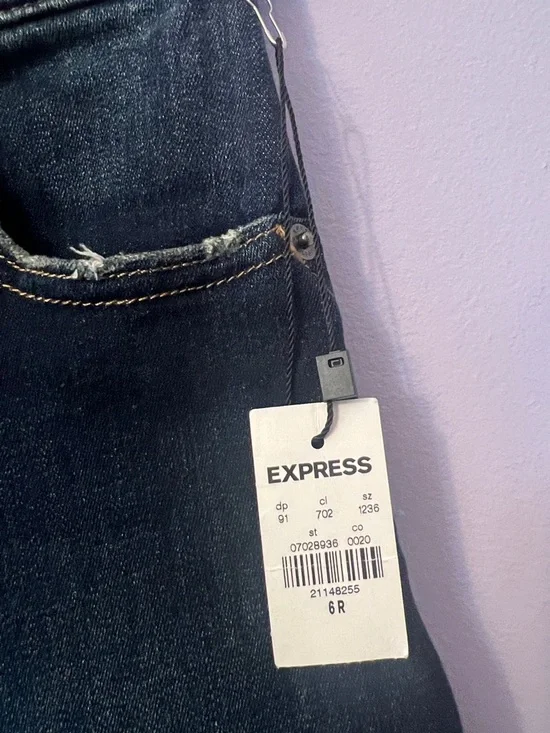 EXPRESS
dp cl sz
91 702 1236
st co
07028936 0020
21148255
6R